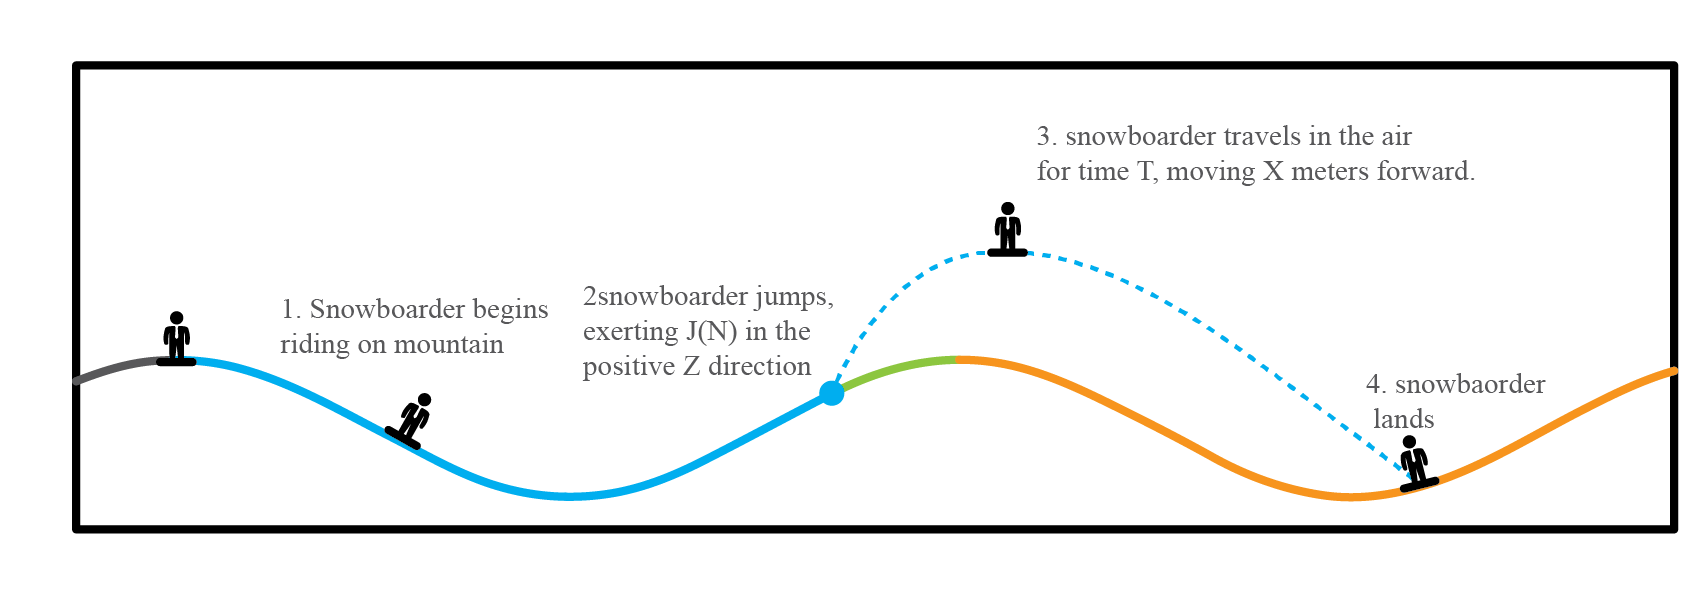 3. snowboarder travels in the air
for time T, moving X meters forward.
1. Snowboarder begins
riding on mountain
2snowboarder jumps,
exerting J(N) in the
positive Z direction
4. snowbaorder
lands